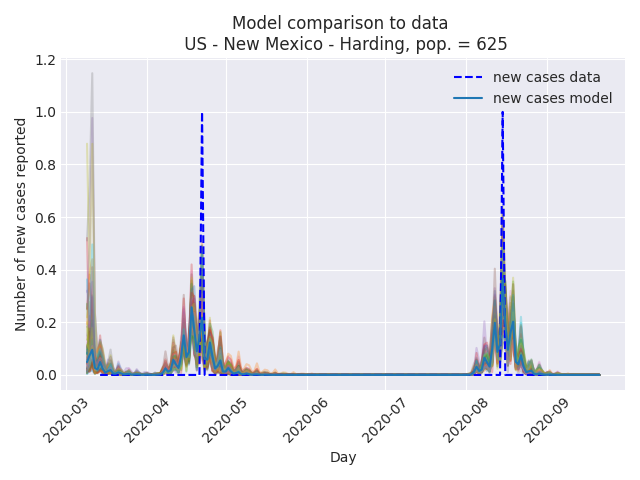 Model comparison to data
US - New Mexico - Harding, pop. = 625
new cases data
new cases model
Number of new cases reported
1.2
1.0
0.8
0.6
0.4
0.2
0.0
2020-03
2020-04
2020-05
2020-06
2020-07
2020-08
2020-09
Day